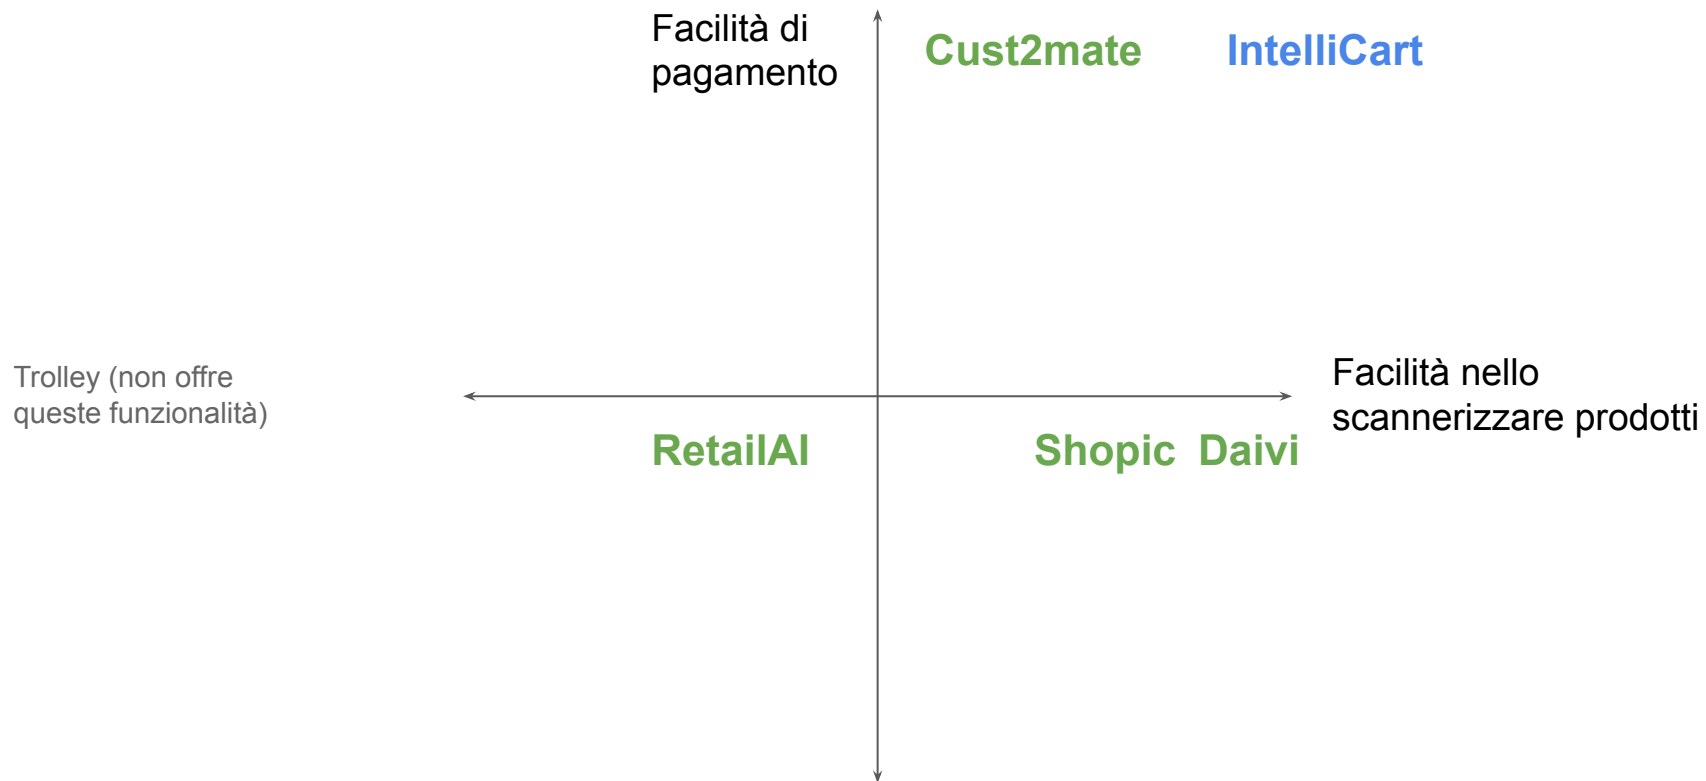 Facilità di
pagamento
Cust2mate
IntelliCart
Trolley (non offre
queste funzionalità)
Facilità nello
scannerizzare prodotti
RetailAI
Shopic Daivi